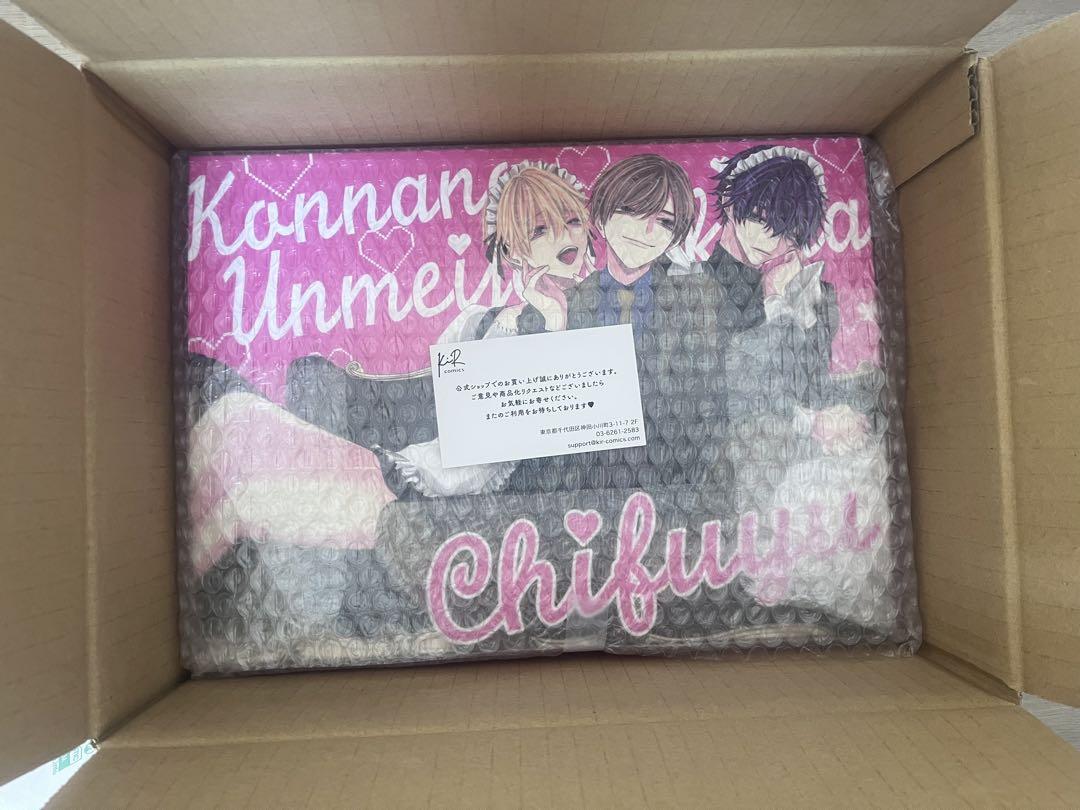 Konnan
Unmei
KiR
comics
公式ショップでのお買い上げ誠にありがとうございます。
ご意見や商品化リクエストなどございましたら
お気軽にお寄せください。
またのご利用をお待ちしております♥
東京都千代田区神田小川町3-11-7 2F
03-6261-2583
support@kir-comics.com
Chifuyu